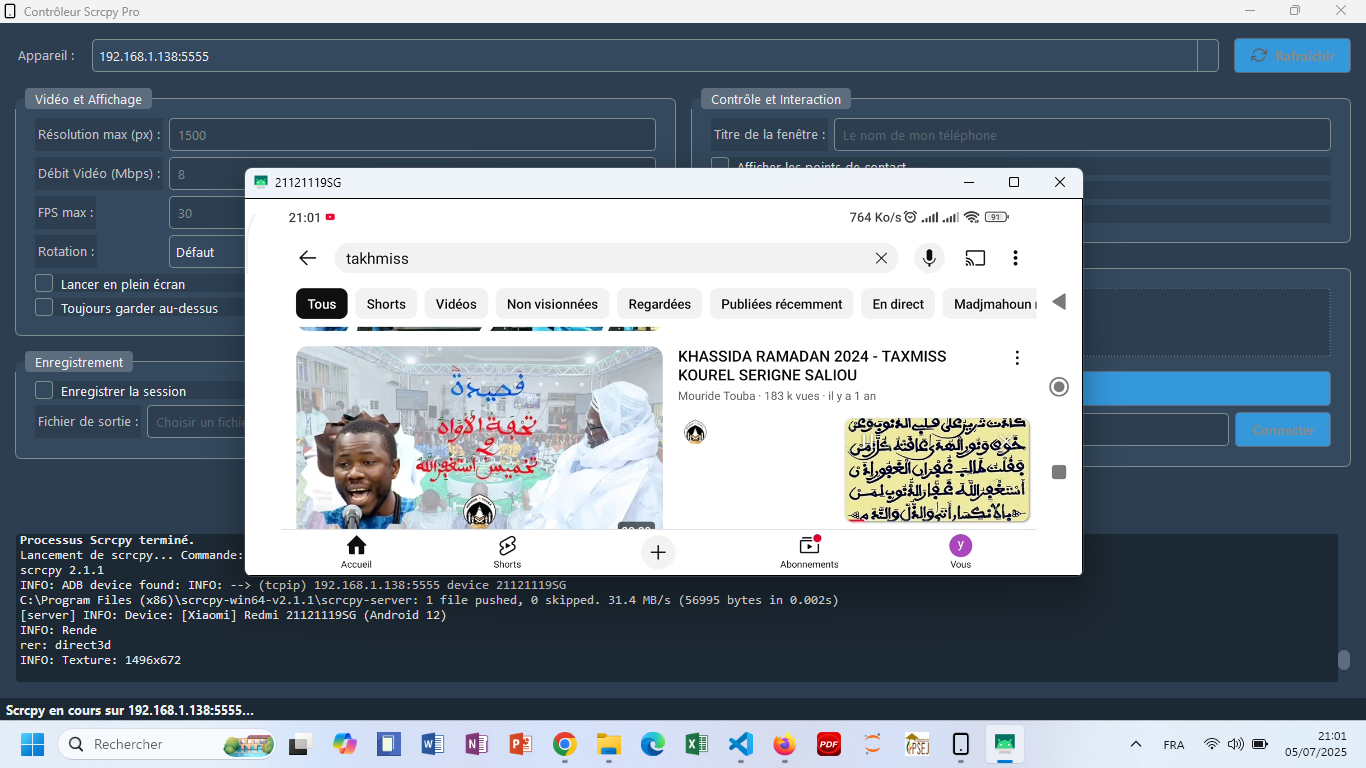 Contrôleur Scrcpy Pro
Appareil :
192.168.1.138:5555
Rafraîchir
Vidéo et Affichage
Résolution max (px) :
1500
Débit Vidéo (Mbps) :
8
FPS max :
30
Rotation :
Défaut
Lancer en plein écran
Toujours garder au-dessus
Contrôle et Interaction
Titre de la fenêtre :
Le nom de mon téléphone
Afficher les points de contact
Enregistrement
Enregistrer la session
Fichier de sortie :
Choisir un fichie
Connecter
21121119SG
21:01
764 Ko/s
91
takhmiss
Tous
Shorts
Vidéos
Non visionnées
Regardées
Publiées récemment
En direct
Madjmahoun
قصيدة
تحفة الأواه
و
تخميس أستغفر الله
KHASSIDA RAMADAN 2024 - TAXMISS
KOUREL SERIGNE SALIOU
Mouride Touba · 183 k vues · il y a 1 an
Accueil
Shorts
Abonnements
y
Vous
Processus Scrcpy terminé.
Lancement de scrcpy... Commande:
scrcpy 2.1.1
INFO: ADB device found: INFO: --> (tcpip) 192.168.1.138:5555 device 21121119SG
C:\Program Files (x86)\scrcpy-win64-v2.1.1\scrcpy-server: 1 file pushed, 0 skipped. 31.4 MB/s (56995 bytes in 0.002s)
[server] INFO: Device: [Xiaomi] Redmi 21121119SG (Android 12)
INFO: Rende
rer: direct3d
INFO: Texture: 1496x672
Scrcpy en cours sur 192.168.1.138:5555...
Rechercher
PDF
PSEJ
FRA
21:01
05/07/2025